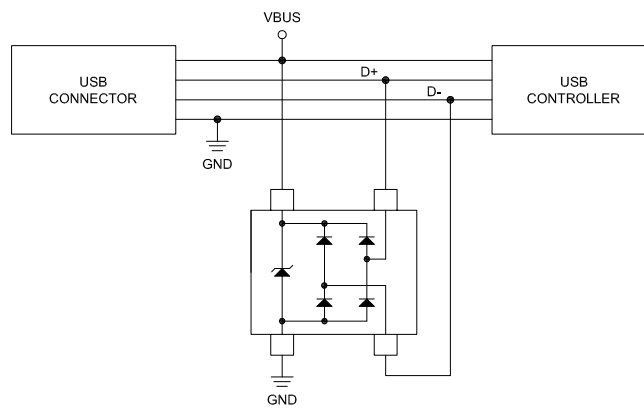 VBUS
USB
CONNECTOR
D+
D-
USB
CONTROLLER
GND
GND